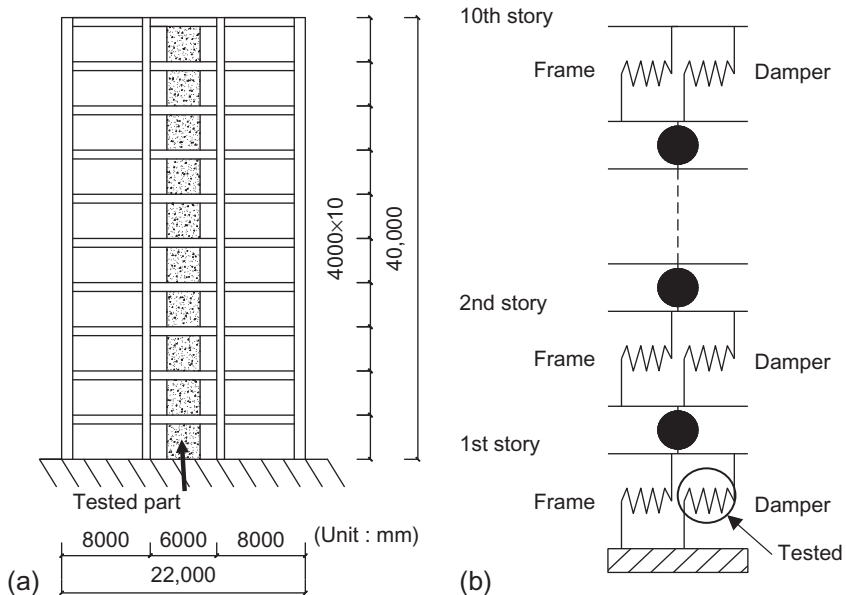 4000×10
40,000
Tested part
8000
6000
8000
(Unit : mm)
22,000
(a)
10th story
Frame
Damper
2nd story
Frame
Damper
1st story
Frame
Damper
Tested
(b)